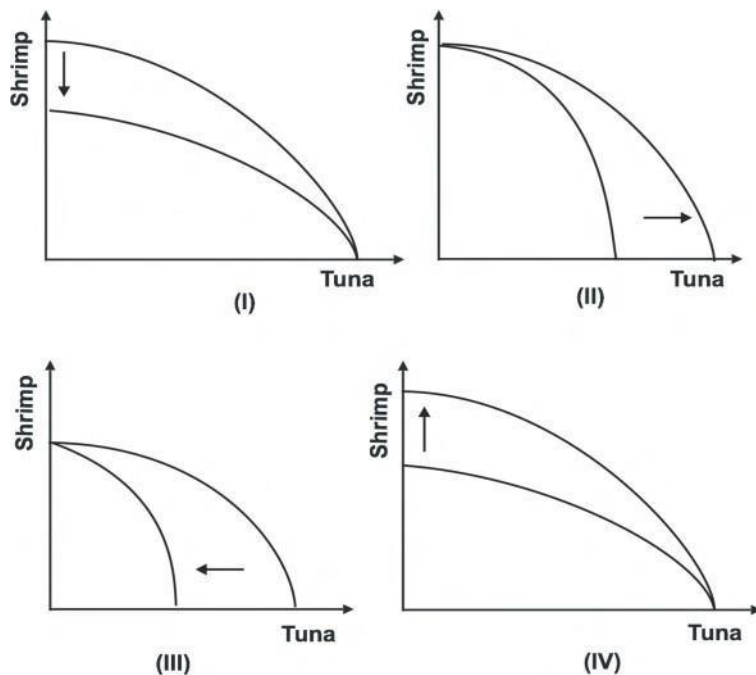 Shrimp
Tuna
(I)
Shrimp
Tuna
(II)
Shrimp
Tuna
(III)
Shrimp
Tuna
(IV)